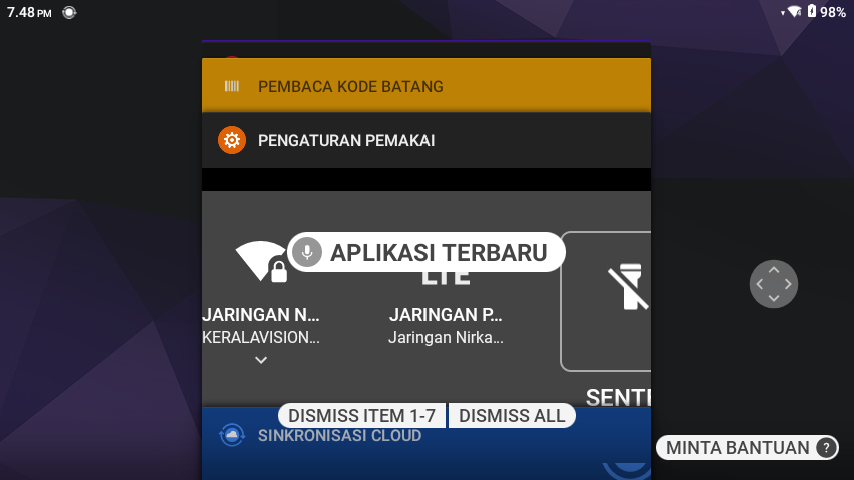 7.48 PM
98%
PEMBACA KODE BATANG
PENGATURAN PEMAKAI
APLIKASI TERBARU
LTE
JARINGAN N...
JARINGAN P...
KERALAVISION...
Jaringan Nirka...
SENTE
DISMISS ITEM 1-7
DISMISS ALL
SINKRONISASI CLOUD
MINTA BANTUAN ?